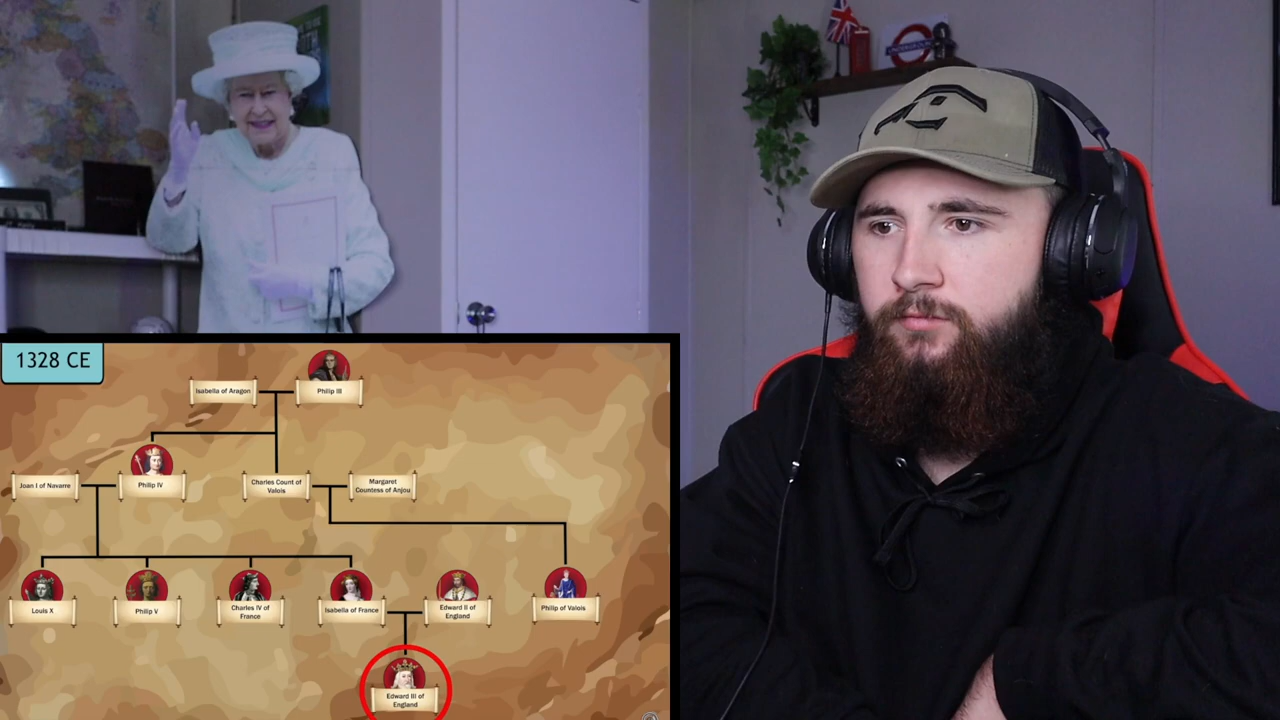 UNDERGROUND
1328 CE
Isabella of Aragon
Philip III
Joan I of Navarre
Philip IV
Charles Count of
Valois
Margaret
Countess of Anjou
Louis X
Philip V
Charles IV of
France
Isabella of France
Edward II of
England
Philip of Valois
Edward III of
England